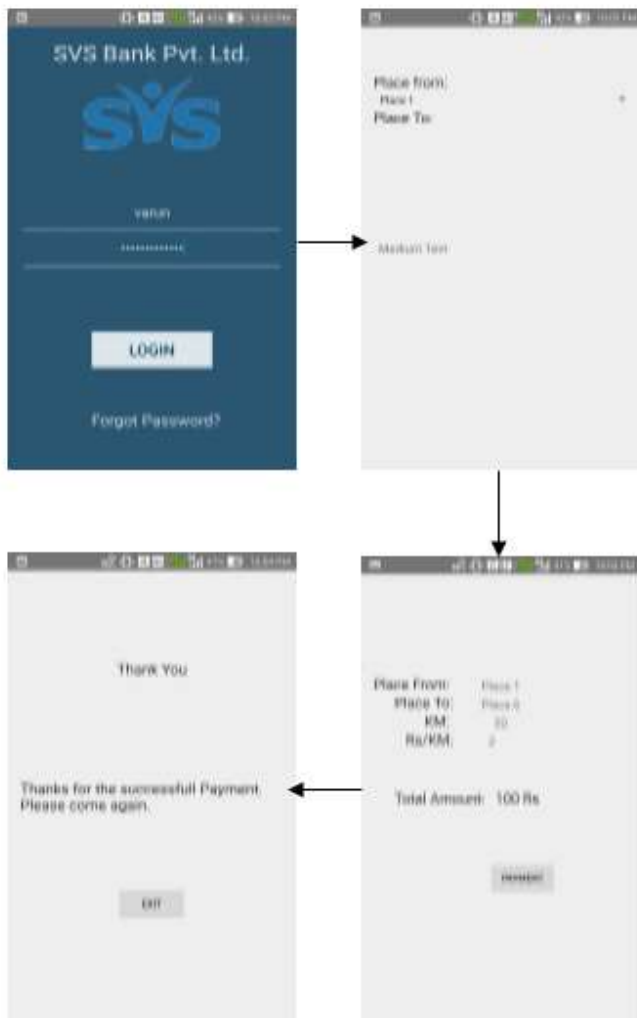 SVS Bank Pvt. Ltd.
SVS
varun
LOGIN
Forgot Password?
Place from:
Place 1
Place To:
Medium Text
Place From: Place 1
Place To: Place
KM:
Rs/KM:
Total Amount: 100 Rs
PAYMENT
Thank You
Thanks for the successfull Payment.
Please come again.
EXIT